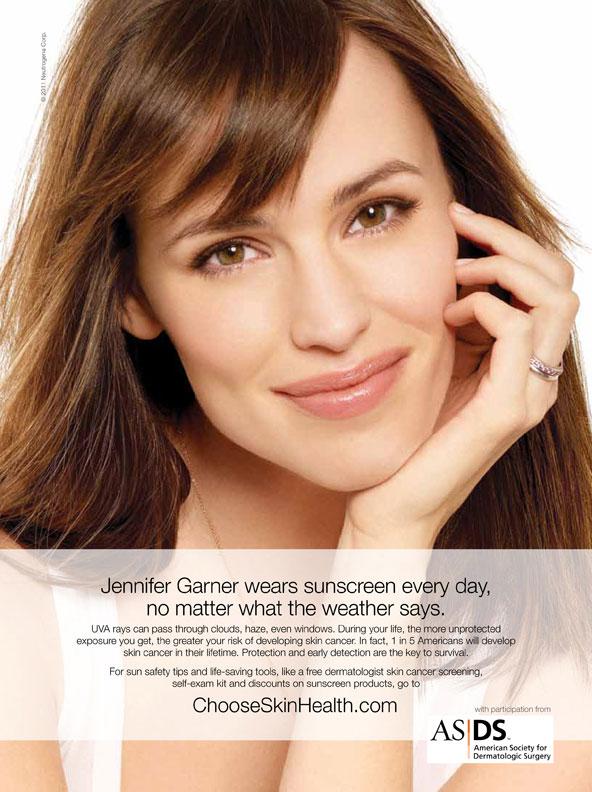 © 2011 Neutrogena Corp.
Jennifer Garner wears sunscreen every day,
no matter what the weather says.
UVA rays can pass through clouds, haze, even windows. During your life, the more unprotected
exposure you get, the greater your risk of developing skin cancer. In fact, 1 in 5 Americans will develop
skin cancer in their lifetime. Protection and early detection are the key to survival.
For sun safety tips and life-saving tools, like a free dermatologist skin cancer screening,
self-exam kit and discounts on sunscreen products, go to
ChooseSkinHealth.com
with participation from
AS|DS™
American Society for
Dermatologic Surgery